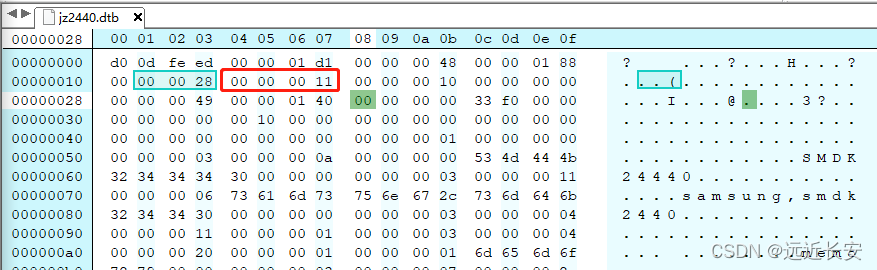 jz2440.dtb
00000028 00 01 02 03 04 05 06 07 08 09 0a 0b 0c 0d 0e 0f
00000000 d0 0d fe ed 00 00 01 d1 00 00 00 48 00 00 01 88 ?...?...H...?
00000010 00 00 00 28 00 00 00 11 00 00 00 10 00 00 00 00 ...(............
00000028 00 00 00 49 00 00 01 40 00 00 00 00 33 f0 00 00 ...I...@....3?..
00000030 00 00 00 00 00 10 00 00 00 00 00 00 00 00 00 00 ................
00000040 00 00 00 00 00 00 00 00 00 00 00 01 00 00 00 00 ................
00000050 00 00 00 03 00 00 00 0a 00 00 00 00 53 4d 44 4b ............SMDK
00000060 32 34 34 34 30 00 00 00 00 00 00 03 00 00 00 11 24440...........
00000070 00 00 00 06 73 61 6d 73 75 6e 67 2c 73 6d 64 6b ....samsung,smdk
00000080 32 34 34 30 00 00 00 00 00 00 00 03 00 00 00 04 2440............
00000090 00 00 00 11 00 00 00 01 00 00 00 03 00 00 00 04 ................
000000a0 00 00 00 20 00 00 00 01 00 00 00 01 6d 65 6d 6f ... ........memo
CSDN @远近长安